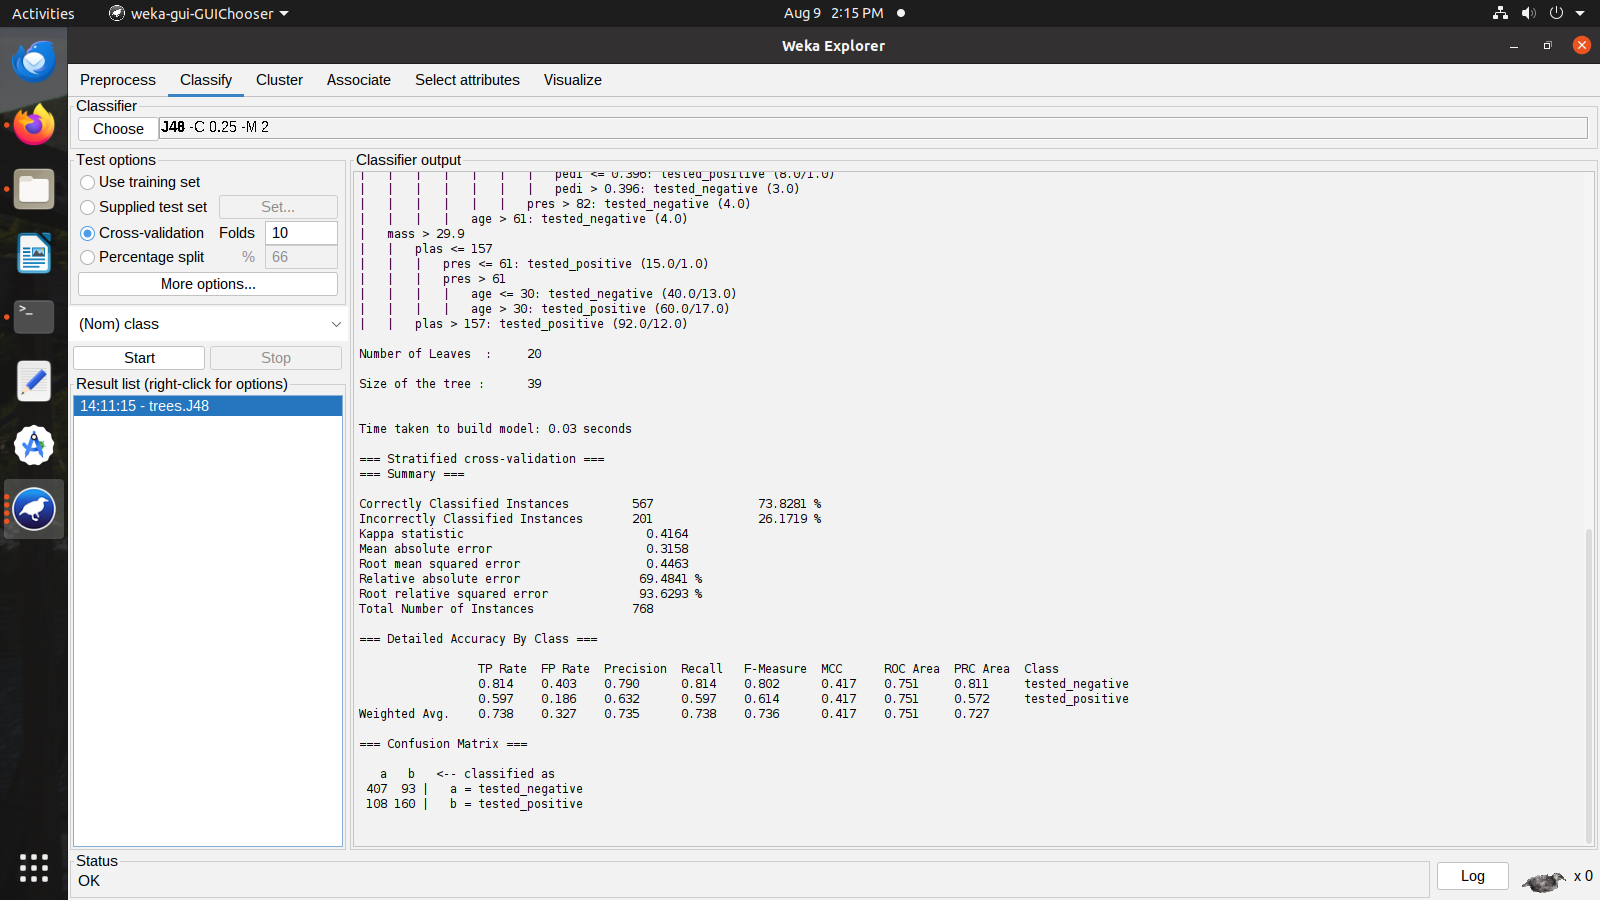 Activities
weka-gui-GUIChooser
Aug 9 2:15 PM
Weka Explorer
Preprocess Classify Cluster Associate Select attributes Visualize
Classifier
Choose J48 -C 0.25 -M 2
Test options
Use training set
Supplied test set Set...
Cross-validation Folds 10
Percentage split % 66
More options...
(Nom) class
Start Stop
Result list (right-click for options)
14:11:15 - trees.J48
Classifier output
| | | | | | | pedi <= 0.396: tested_positive (8.0/1.0)
| | | | | | | pedi > 0.396: tested_negative (3.0)
| | | | | | pres > 82: tested_negative (4.0)
| | | | age > 61: tested_negative (4.0)
| mass > 29.9
| | plas <= 157
| | | pres <= 61: tested_positive (15.0/1.0)
| | | pres > 61
| | | | age <= 30: tested_negative (40.0/13.0)
| | | | age > 30: tested_positive (60.0/17.0)
| | plas > 157: tested_positive (92.0/12.0)
Number of Leaves : 20
Size of the tree : 39
Time taken to build model: 0.03 seconds
=== Stratified cross-validation ===
=== Summary ===
Correctly Classified Instances 567 73.8281 %
Incorrectly Classified Instances 201 26.1719 %
Kappa statistic 0.4164
Mean absolute error 0.3158
Root mean squared error 0.4463
Relative absolute error 69.4841 %
Root relative squared error 93.6293 %
Total Number of Instances 768
=== Detailed Accuracy By Class ===
TP Rate FP Rate Precision Recall F-Measure MCC ROC Area PRC Area Class
0.814 0.403 0.790 0.814 0.802 0.417 0.751 0.811 tested_negative
0.597 0.186 0.632 0.597 0.614 0.417 0.751 0.572 tested_positive
Weighted Avg. 0.738 0.327 0.735 0.738 0.736 0.417 0.751 0.727
=== Confusion Matrix ===
a b <-- classified as
407 93 | a = tested_negative
108 160 | b = tested_positive
Status
OK
Log
x 0